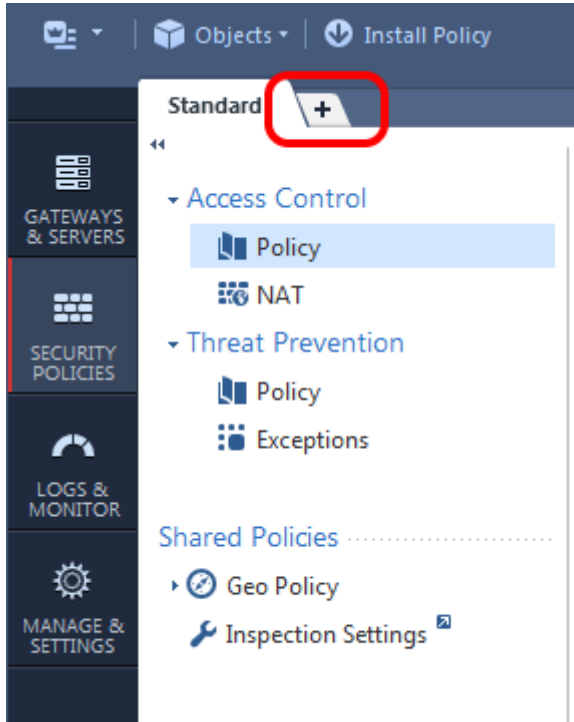 Objects
Install Policy
Standard
+
GATEWAYS
& SERVERS
SECURITY
POLICIES
LOGS &
MONITOR
MANAGE &
SETTINGS
Access Control
Policy
NAT
Threat Prevention
Policy
Exceptions
Shared Policies
Geo Policy
Inspection Settings